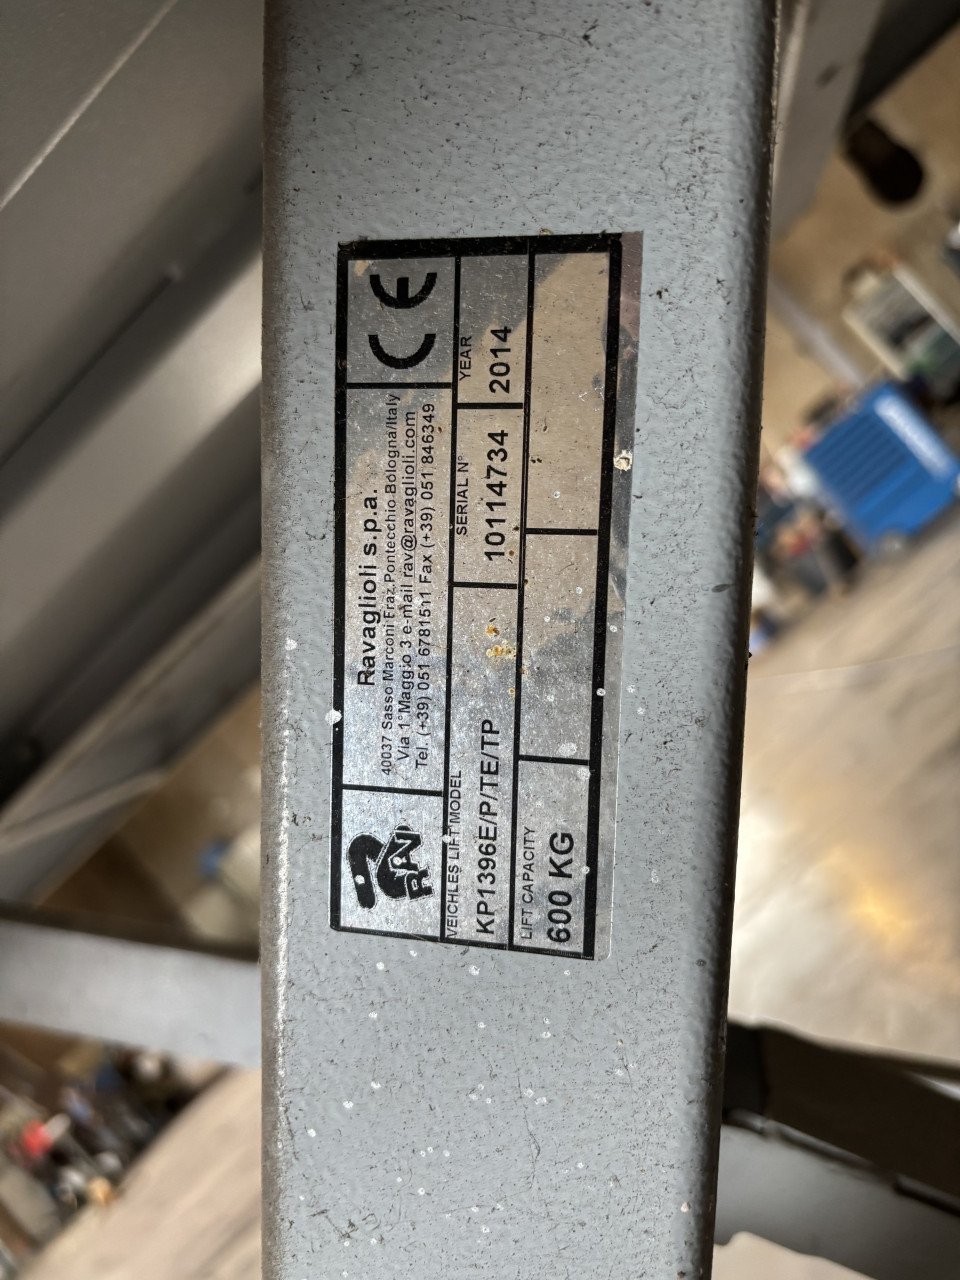 Ravaglioli s.p.a.
40037 Sasso Marconi Fraz.Pontecchio Bologna/Italy
Via 1°Maggio 3 e-mail rav@ravaglioli.com
Tel. (+39) 051 6781511 Fax (+39) 051 846349
CE
RAV
VEICHLES LIFT MODEL
KP1396E/P/TE/TP
SERIAL N°
10114734
YEAR
2014
LIFT CAPACITY
600 KG